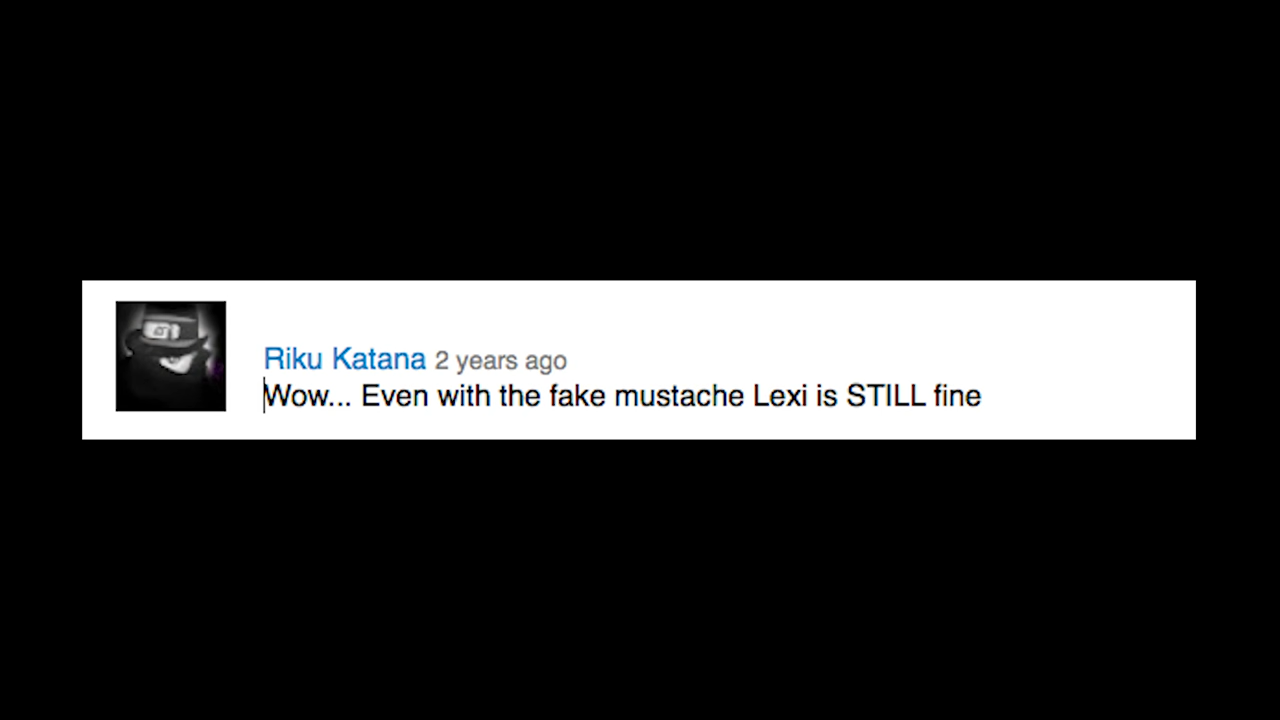 Riku Katana 2 years ago
Wow... Even with the fake mustache Lexi is STILL fine